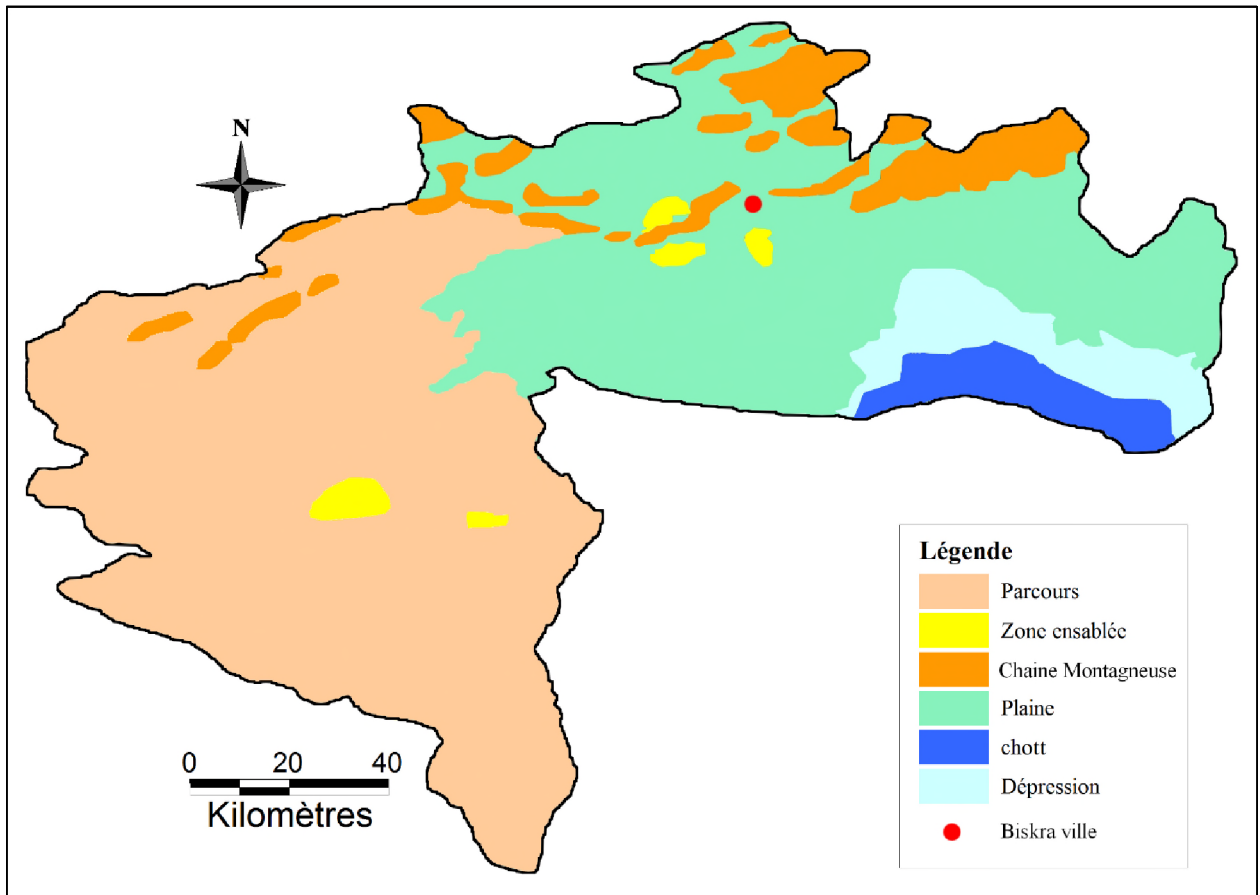 N
Légende
Parcours
Zone ensablée
Chaine Montagneuse
Plaine
chott
Dépression
Biskra ville
0 20 40
Kilomètres